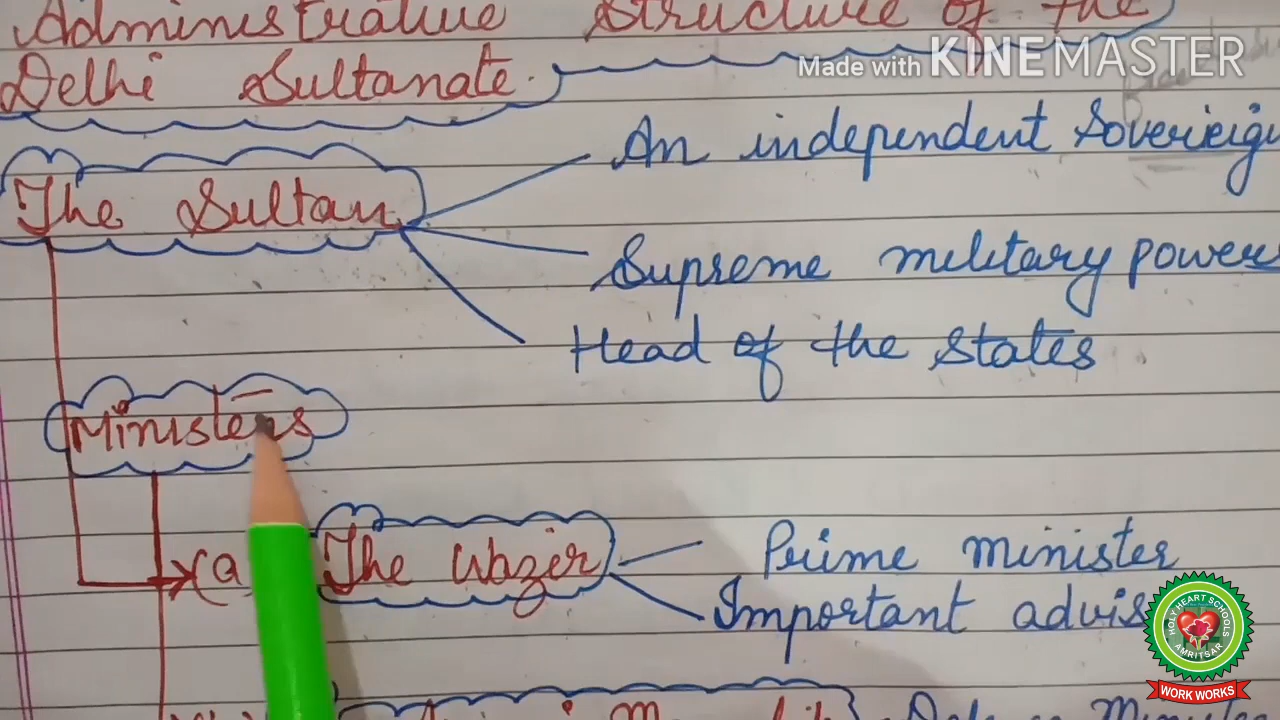 Administrative Structure of the
Made with KINEMASTER
Delhi Sultanate.
An independent Sovereign
The Sultan
Supreme military powers
Head of the states
Ministers
(a) The Wazir
Prime minister
Important advis
HOLY HEART SCHOOLS
AMRITSAR
WORK WORKS